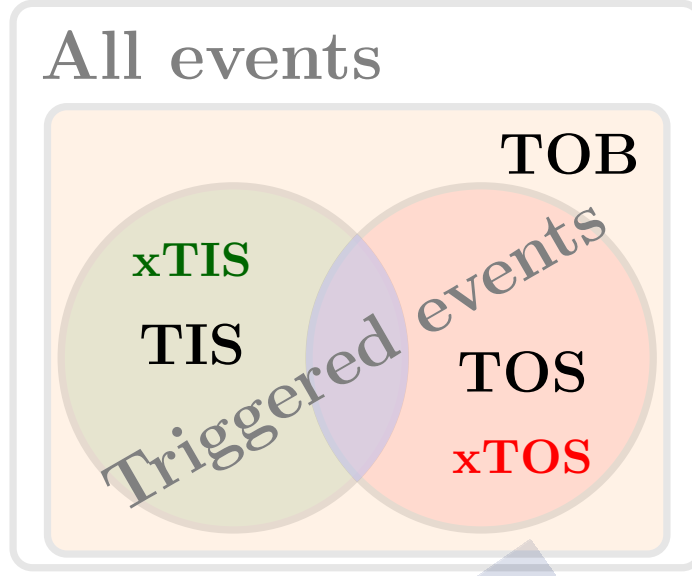 All events
TOB
xTIS
TIS
Triggered events
TOS
xTOS